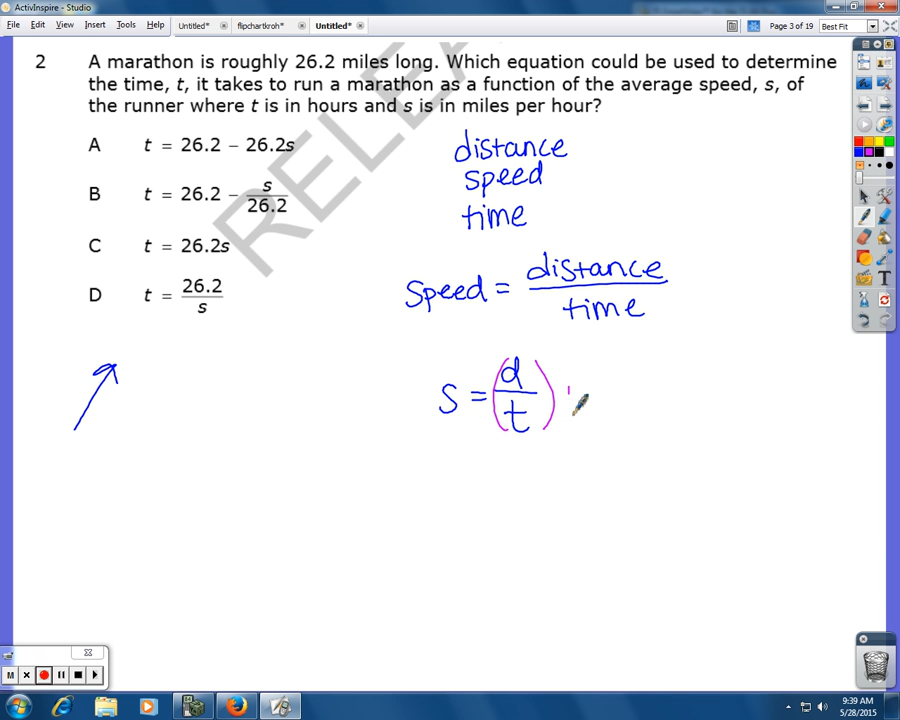 ActivInspire - Studio
File Edit View Insert Tools Help Untitled* flipchartkroh* Untitled* Page 3 of 19 Best Fit
2 A marathon is roughly 26.2 miles long. Which equation could be used to determine
the time, t, it takes to run a marathon as a function of the average speed, s, of
the runner where t is in hours and s is in miles per hour?
A t = 26.2 − 26.2s
B t = 26.2 − s/26.2
C t = 26.2s
D t = 26.2/s
RELEA
distance
speed
time
Speed = distance/time
S = (d/t)
M
9:39 AM
5/28/2015